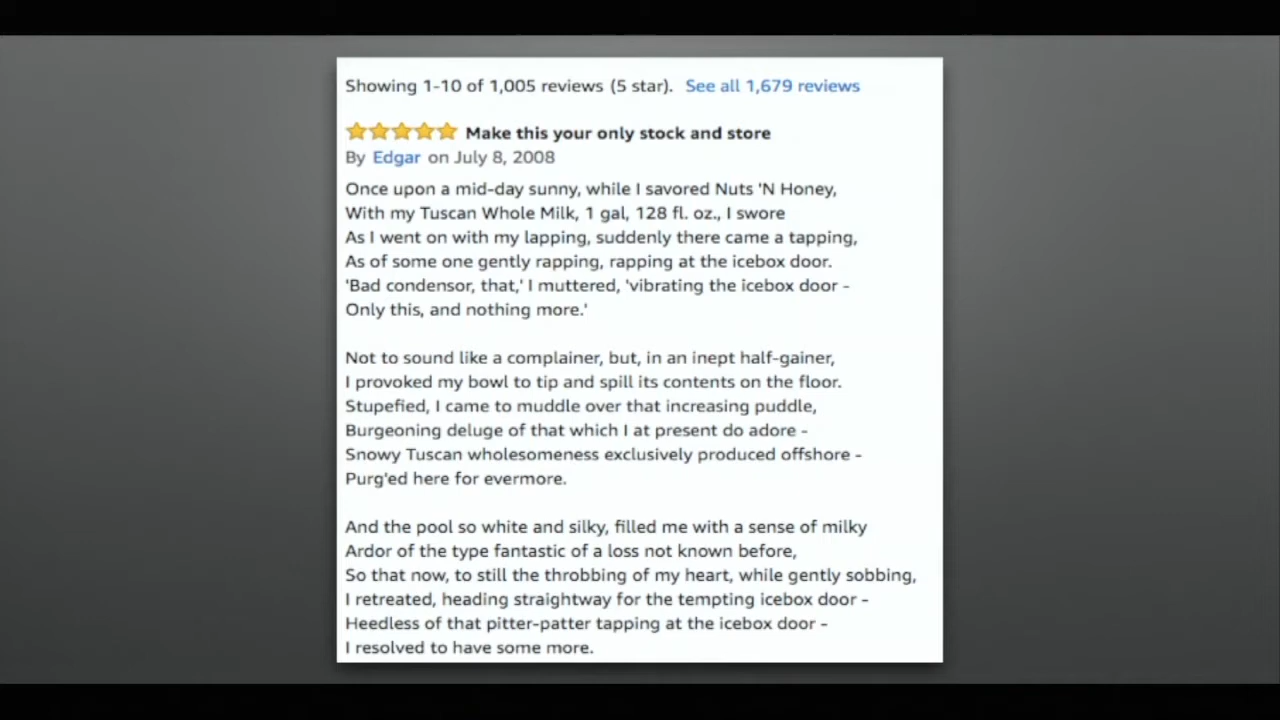 Showing 1-10 of 1,005 reviews (5 star). See all 1,679 reviews
Make this your only stock and store
By Edgar on July 8, 2008
Once upon a mid-day sunny, while I savored Nuts 'N Honey,
With my Tuscan Whole Milk, 1 gal, 128 fl. oz., I swore
As I went on with my lapping, suddenly there came a tapping,
As of some one gently rapping, rapping at the icebox door.
'Bad condensor, that,' I muttered, 'vibrating the icebox door -
Only this, and nothing more.'
Not to sound like a complainer, but, in an inept half-gainer,
I provoked my bowl to tip and spill its contents on the floor.
Stupefied, I came to muddle over that increasing puddle,
Burgeoning deluge of that which I at present do adore -
Snowy Tuscan wholesomeness exclusively produced offshore -
Purg'ed here for evermore.
And the pool so white and silky, filled me with a sense of milky
Ardor of the type fantastic of a loss not known before,
So that now, to still the throbbing of my heart, while gently sobbing,
I retreated, heading straightway for the tempting icebox door -
Heedless of that pitter-patter tapping at the icebox door -
I resolved to have some more.